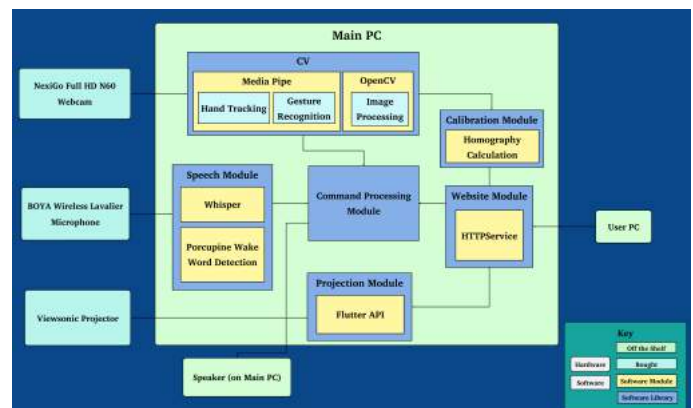 Main PC
CV
Media Pipe
OpenCV
NexiGo Full HD N60
Webcam
Hand Tracking
Gesture
Recognition
Image
Processing
Calibration Module
Homography
Calculation
Speech Module
Whisper
Command Processing
Module
Website Module
BOYA Wireless Lavalier
Microphone
HTTPService
User PC
Porcupine Wake
Word Detection
Projection Module
Viewsonic Projector
Flutter API
Key
Off the Shelf
Hardware
Bought
Software
Software Module
Software Library
Speaker (on Main PC)